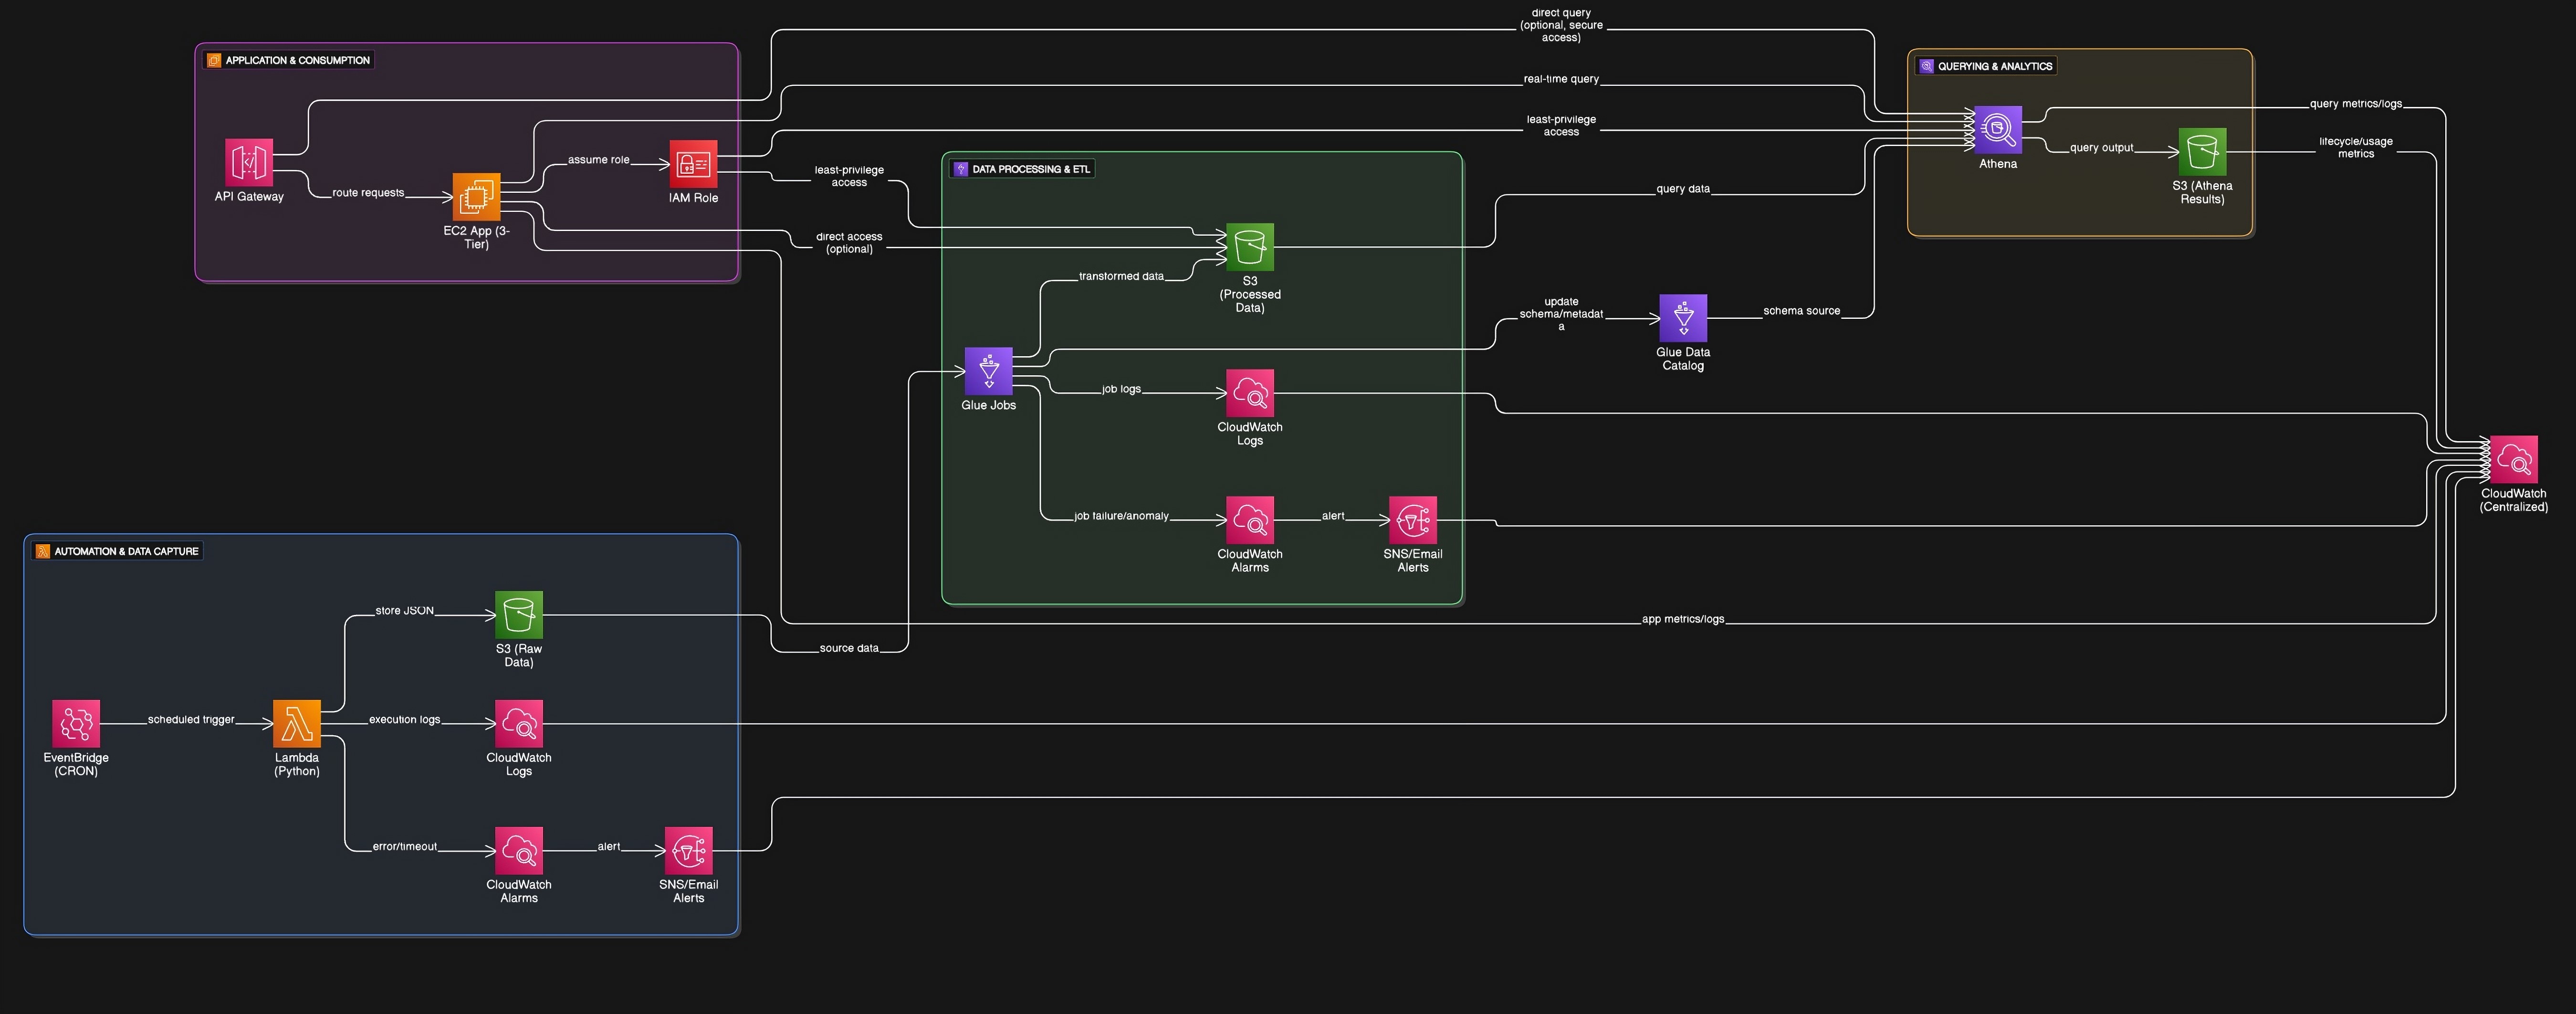 direct query
(optional, secure
access)
APPLICATION & CONSUMPTION
QUERYING & ANALYTICS
real-time query
query metrics/logs
least-privilege
access
lifecycle/usage
metrics
query output
Athena
S3 (Athena
Results)
assume role
API Gateway
route requests
IAM Role
EC2 App (3-
Tier)
least-privilege
access
DATA PROCESSING & ETL
query data
direct access
(optional)
transformed data
S3
(Processed
Data)
update
schema/metadat
a
schema source
Glue Data
Catalog
Glue Jobs
job logs
CloudWatch
Logs
CloudWatch
(Centralized)
job failure/anomaly
alert
CloudWatch
Alarms
SNS/Email
Alerts
AUTOMATION & DATA CAPTURE
store JSON
S3 (Raw
Data)
source data
app metrics/logs
scheduled trigger
execution logs
EventBridge
(CRON)
Lambda
(Python)
CloudWatch
Logs
error/timeout
alert
CloudWatch
Alarms
SNS/Email
Alerts